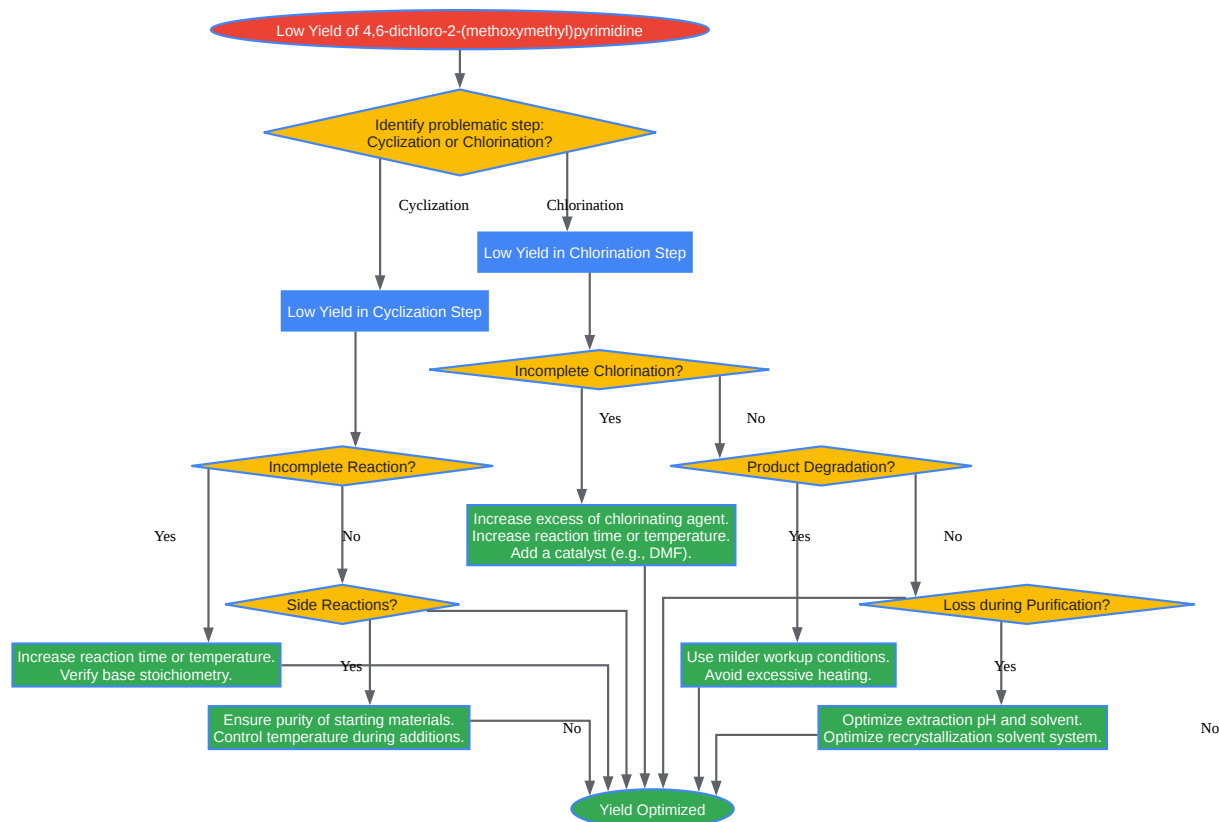 Low Yield of 4,6-dichloro-2-(methoxymethyl)pyrimidine
Identify problematic step:
Cyclization or Chlorination?
Cyclization
Chlorination
Low Yield in Chlorination Step
Low Yield in Cyclization Step
Incomplete Chlorination?
Yes
No
Incomplete Reaction?
Product Degradation?
Increase excess of chlorinating agent.
Increase reaction time or temperature.
Add a catalyst (e.g., DMF).
Yes
No
Yes
No
Side Reactions?
Loss during Purification?
Increase reaction time or temperature.
Verify base stoichiometry.
Yes
Use milder workup conditions.
Avoid excessive heating.
Yes
Ensure purity of starting materials.
Control temperature during additions.
No
Optimize extraction pH and solvent.
Optimize recrystallization solvent system.
No
Yield Optimized